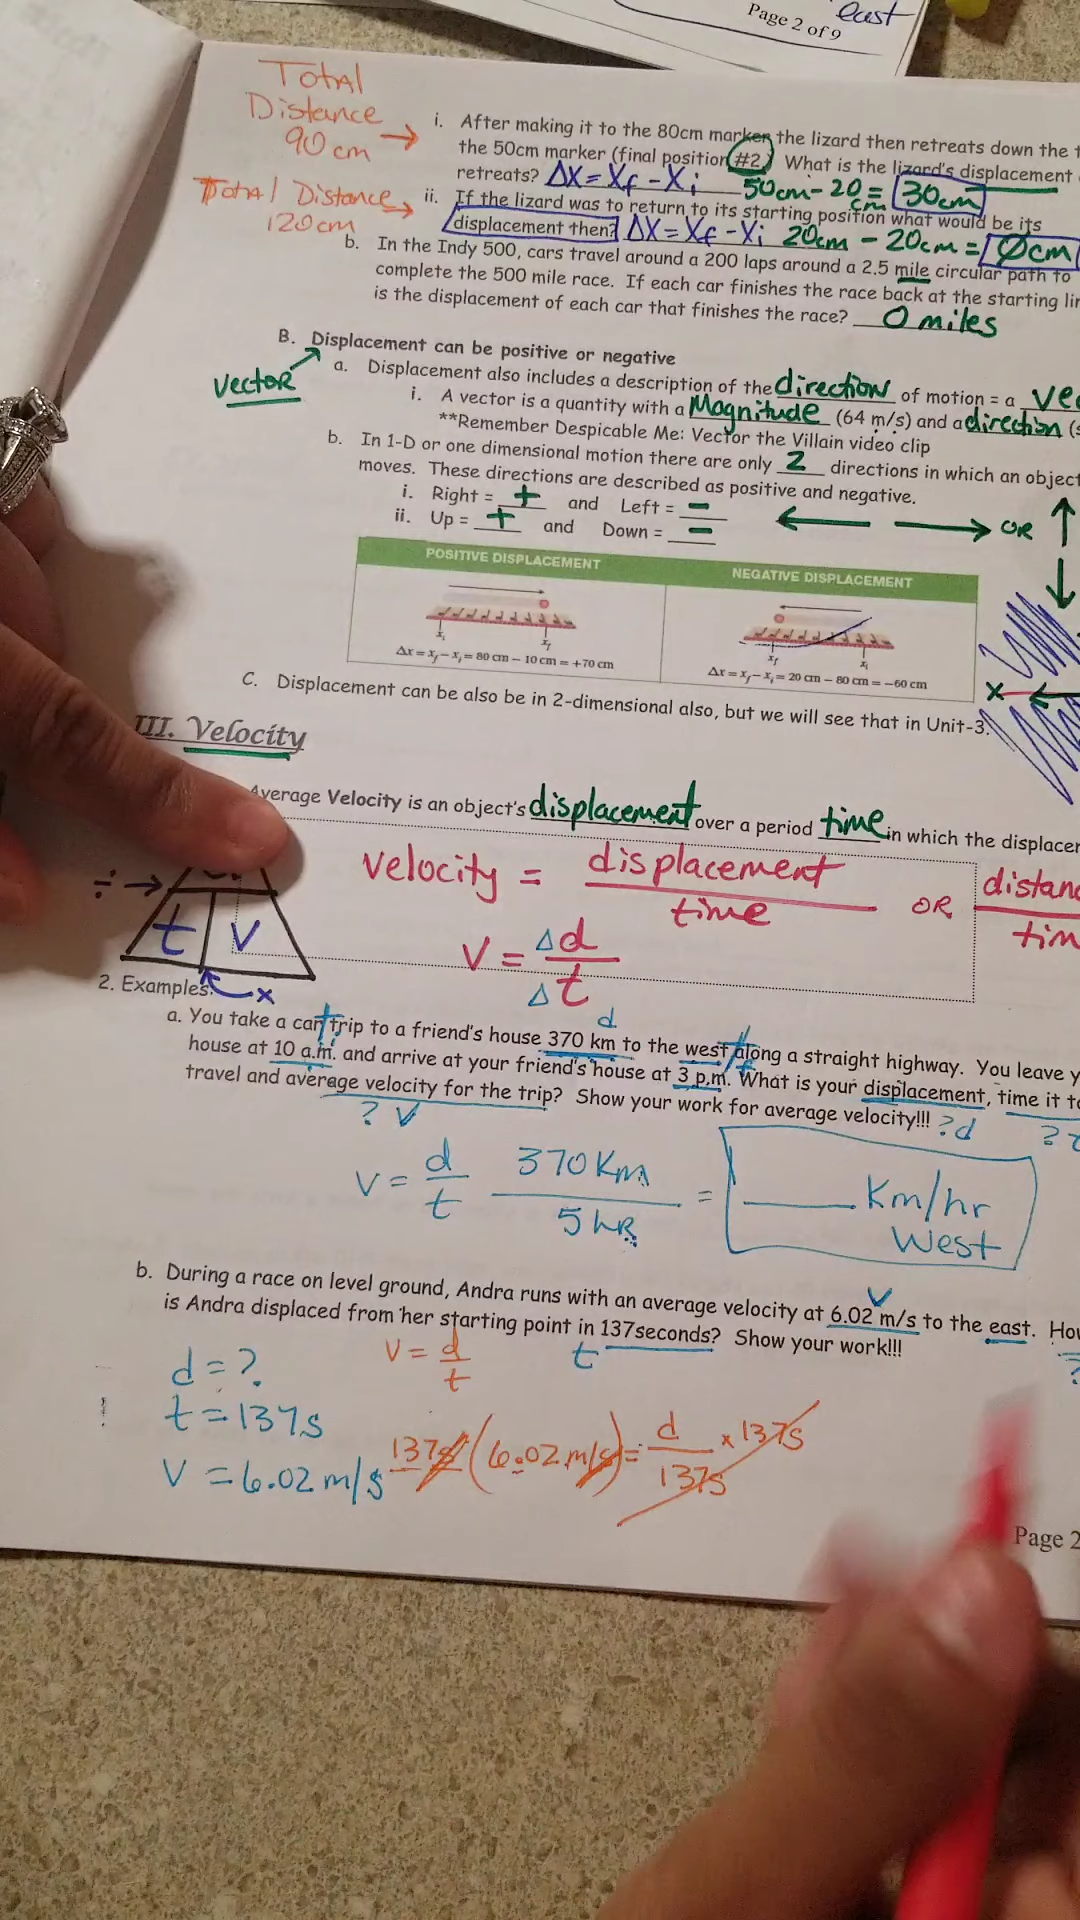 east
Page 2 of 9
Total
Distance
90 cm
i. After making it to the 80cm marker, the lizard then retreats down the
the 50cm marker (final position #2). What is the lizard's displacement
retreats? ΔX = Xf - Xi 50cm - 20cm = 30cm
Total Distance
120cm
ii. If the lizard was to return to its starting position what would be its
displacement then? ΔX = Xf - Xi 20cm - 20cm = 0cm
b. In the Indy 500, cars travel around a 200 laps around a 2.5 mile circular path to
complete the 500 mile race. If each car finishes the race back at the starting
is the displacement of each car that finishes the race? 0 miles
B. Displacement can be positive or negative
vector
a. Displacement also includes a description of the direction of motion = a
i. A vector is a quantity with a Magnitude (64 m/s) and a direction
**Remember Despicable Me: Vector the Villain video clip
b. In 1-D or one dimensional motion there are only 2 directions in which an object
moves. These directions are described as positive and negative.
i. Right = + and Left = -
ii. Up = + and Down = -
OR
POSITIVE DISPLACEMENT
NEGATIVE DISPLACEMENT
xi xf
xf xi
Δx = xf - xi = 80 cm - 10 cm = +70 cm
Δx = xf - xi = 20 cm - 80 cm = -60 cm
x
C. Displacement can be also be in 2-dimensional also, but we will see that in Unit-3.
III. Velocity
Average Velocity is an object's displacement over a period time in which the
velocity = displacement / time OR
÷ →
t v
v = Δd / Δt
x
2. Examples:
a. You take a car trip to a friend's house 370 km to the west along a straight highway. You leave
house at 10 a.m. and arrive at your friend's house at 3 p.m. What is your displacement, time it
travel and average velocity for the trip? Show your work for average velocity!!! ?d
? v
v = d/t 370 Km / 5 hR = ____ Km/hr
West
b. During a race on level ground, Andra runs with an average velocity at 6.02 m/s to the east.
is Andra displaced from her starting point in 137seconds? Show your work!!!
d = ?
v = d/t
t
t = 137s
v = 6.02 m/s
137s (6.02 m/s) = d/137s x 137s
Page 2